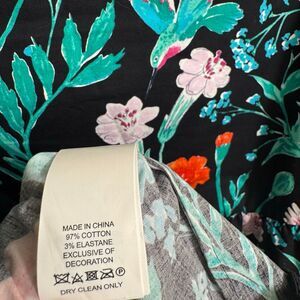 MADE IN CHINA
97% COTTON
3% ELASTANE
EXCLUSIVE OF
DECORATION
P
DRY CLEAN ONLY